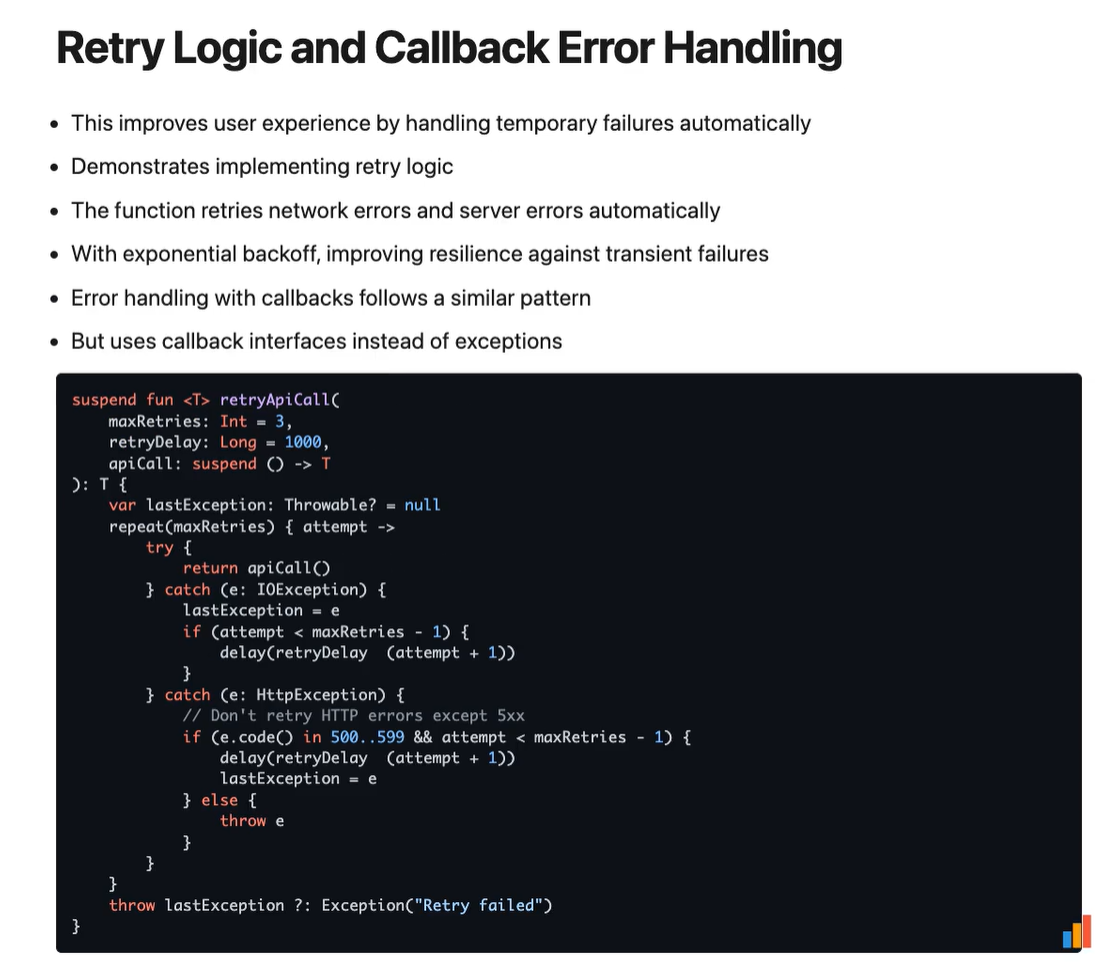 Retry Logic and Callback Error Handling
• This improves user experience by handling temporary failures automatically
• Demonstrates implementing retry logic
• The function retries network errors and server errors automatically
• With exponential backoff, improving resilience against transient failures
• Error handling with callbacks follows a similar pattern
• But uses callback interfaces instead of exceptions
suspend fun <T> retryApiCall(
    maxRetries: Int = 3,
    retryDelay: Long = 1000,
    apiCall: suspend () -> T
): T {
    var lastException: Throwable? = null
    repeat(maxRetries) { attempt ->
        try {
            return apiCall()
        } catch (e: IOException) {
            lastException = e
            if (attempt < maxRetries - 1) {
                delay(retryDelay  (attempt + 1))
            }
        } catch (e: HttpException) {
            // Don't retry HTTP errors except 5xx
            if (e.code() in 500..599 && attempt < maxRetries - 1) {
                delay(retryDelay  (attempt + 1))
                lastException = e
            } else {
                throw e
            }
        }
    }
    throw lastException ?: Exception("Retry failed")
}